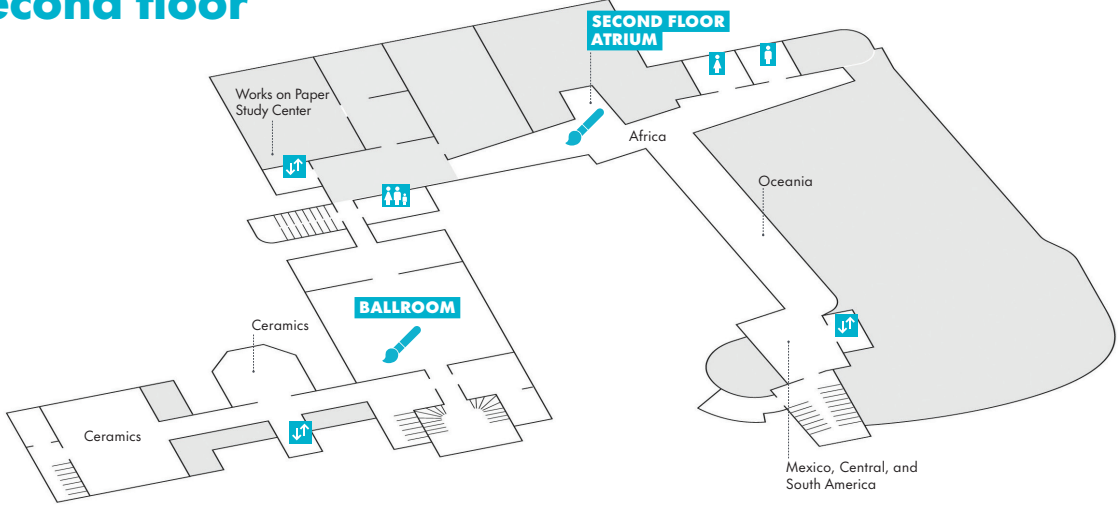 econd floor
SECOND FLOOR
ATRIUM
Works on Paper
Study Center
Africa
Oceania
BALLROOM
Ceramics
Ceramics
Mexico, Central, and
South America